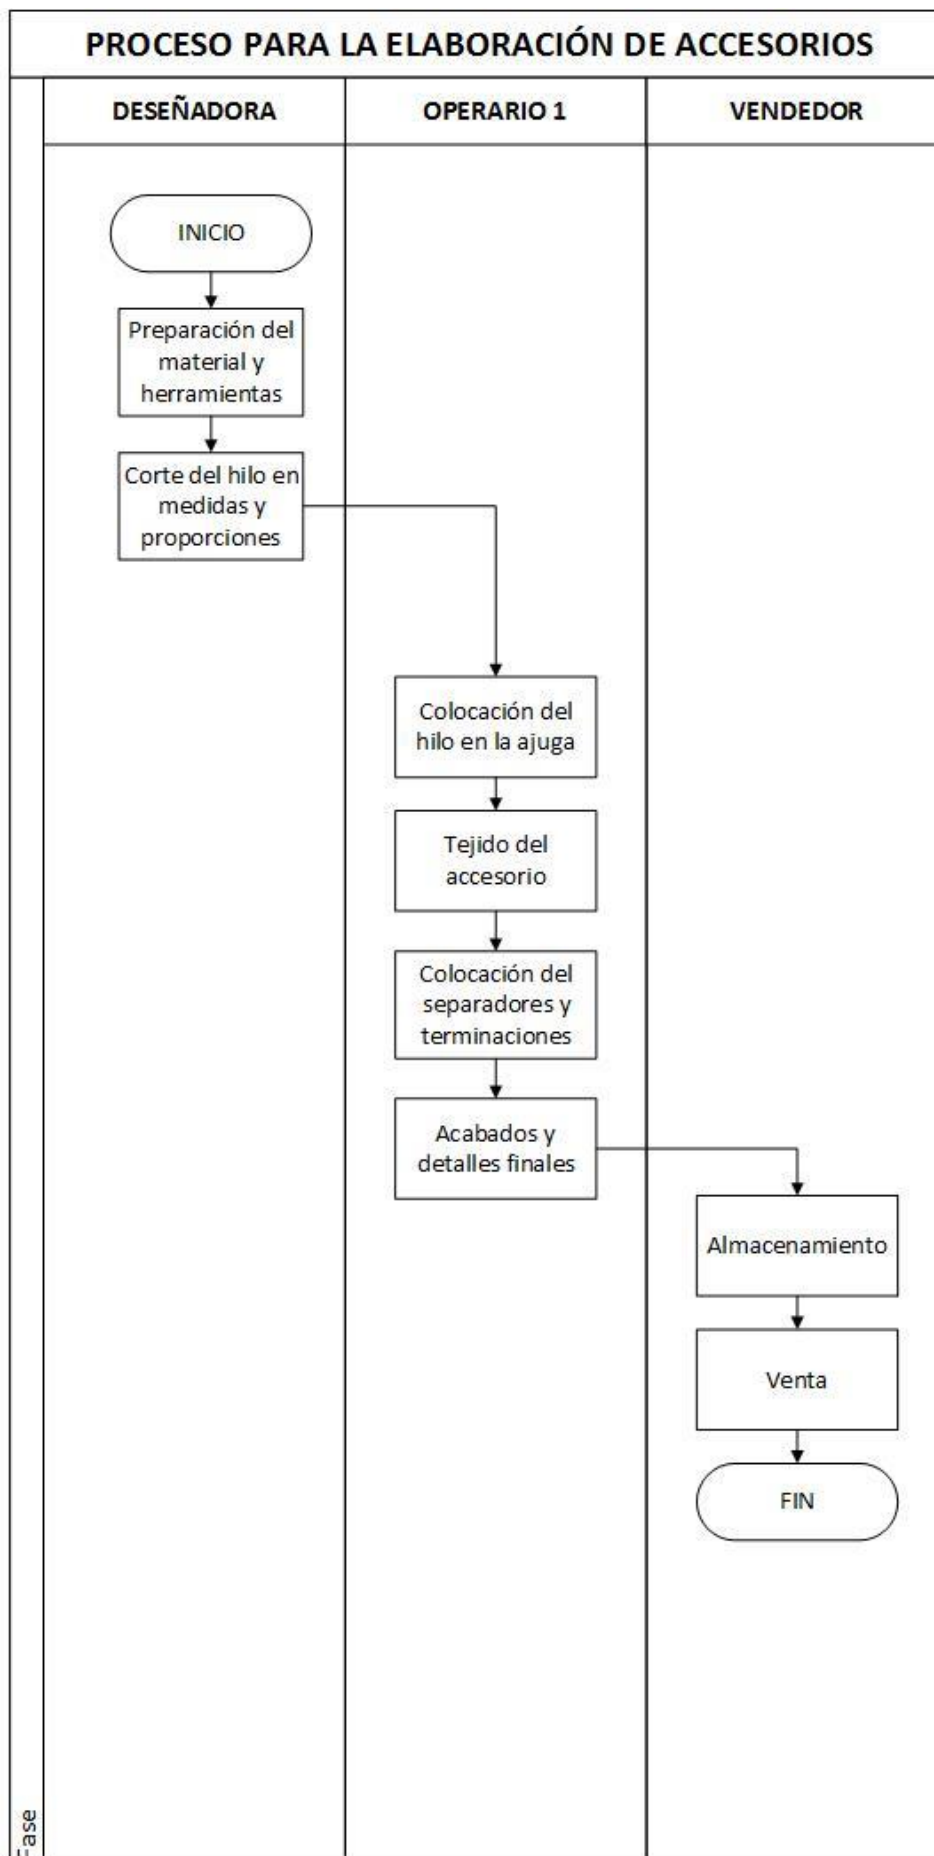 PROCESO PARA LA ELABORACIÓN DE ACCESORIOS
DESEÑADORA
OPERARIO 1
VENDEDOR
INICIO
Preparación del
material y
herramientas
Corte del hilo en
medidas y
proporciones
Colocación del
hilo en la ajuga
Tejido del
accesorio
Colocación del
separadores y
terminaciones
Acabados y
detalles finales
Almacenamiento
Venta
FIN
Fase